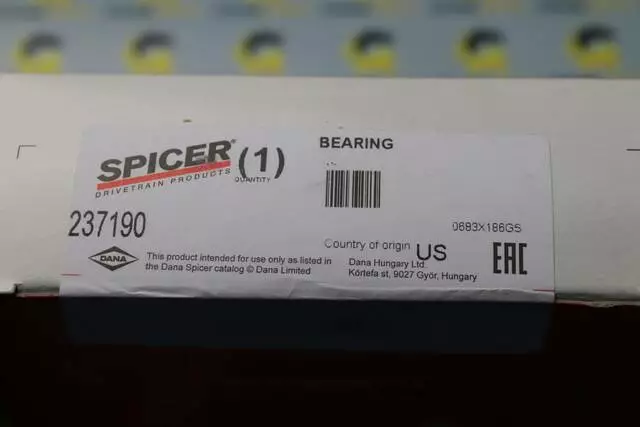 SPICER®
DRIVETRAIN PRODUCTS
(1)
QUANTITY
BEARING
237190
0683X186GS
Country of origin US
DANA
This product intended for use only as listed in
the Dana Spicer catalog © Dana Limited
Dana Hungary Ltd.
Körtefa st, 9027 Győr, Hungary
EAC